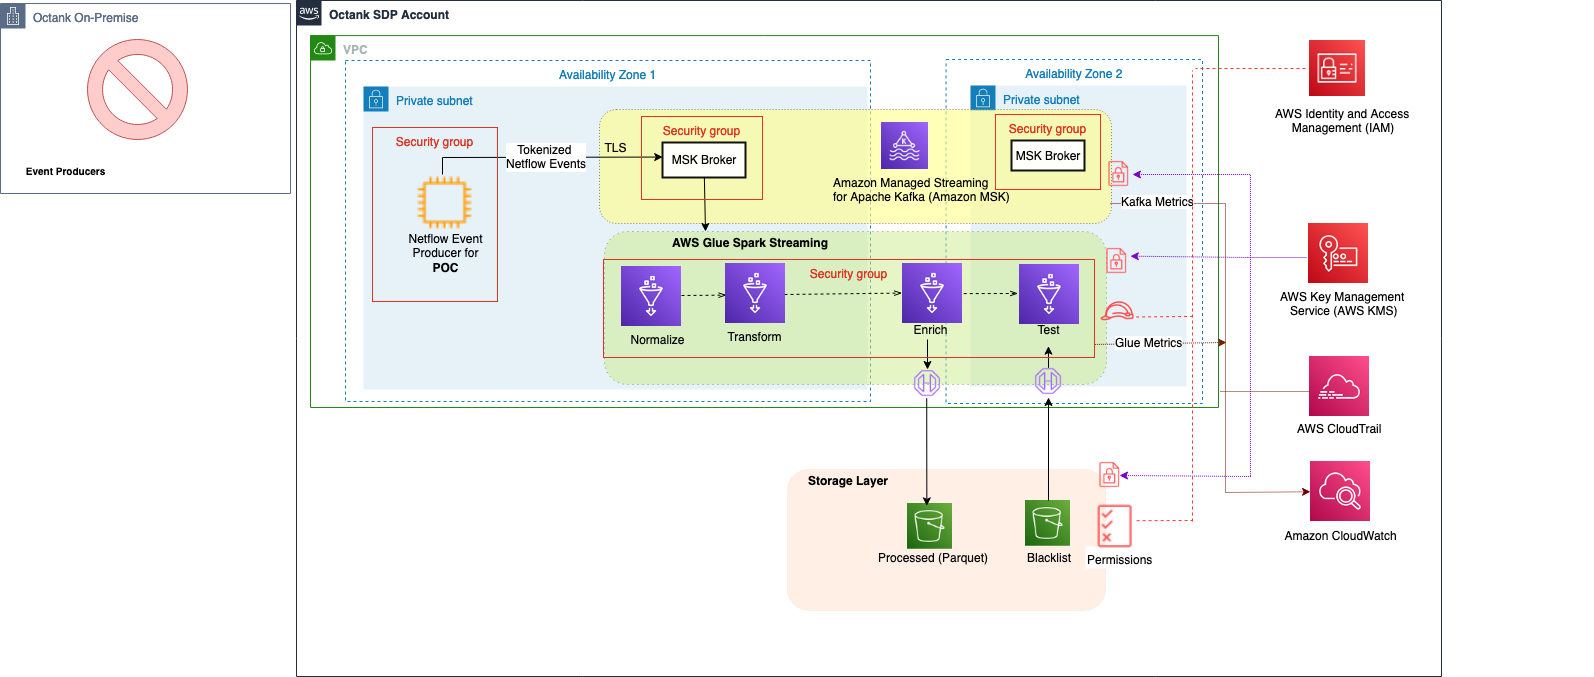 Octank On-Premise
Event Producers
aws
Octank SDP Account
VPC
Availability Zone 1
Availability Zone 2
Private subnet
Private subnet
Security group
Security group
Security group
Tokenized
Netflow Events
TLS
MSK Broker
MSK Broker
Amazon Managed Streaming
for Apache Kafka (Amazon MSK)
Kafka Metrics
Netflow Event
Producer for
POC
AWS Glue Spark Streaming
Security group
Normalize
Transform
Enrich
Test
Glue Metrics
Storage Layer
Processed (Parquet)
Blacklist
Permissions
AWS Identity and Access
Management (IAM)
AWS Key Management
Service (AWS KMS)
AWS CloudTrail
Amazon CloudWatch